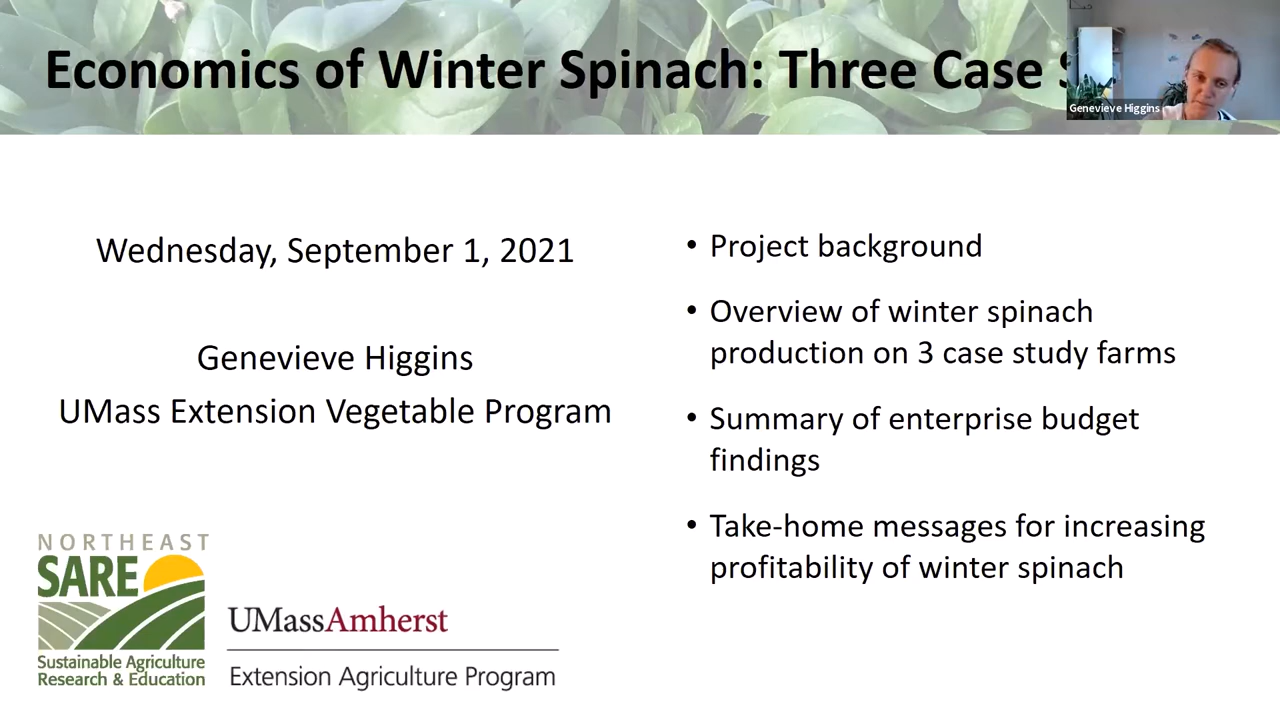 Economics of Winter Spinach: Three Case
Genevieve Higgins
Wednesday, September 1, 2021
Genevieve Higgins
UMass Extension Vegetable Program
• Project background
• Overview of winter spinach
production on 3 case study farms
• Summary of enterprise budget
findings
• Take-home messages for increasing
profitability of winter spinach
NORTHEAST
SARE
Sustainable Agriculture
Research & Education
UMassAmherst
Extension Agriculture Program